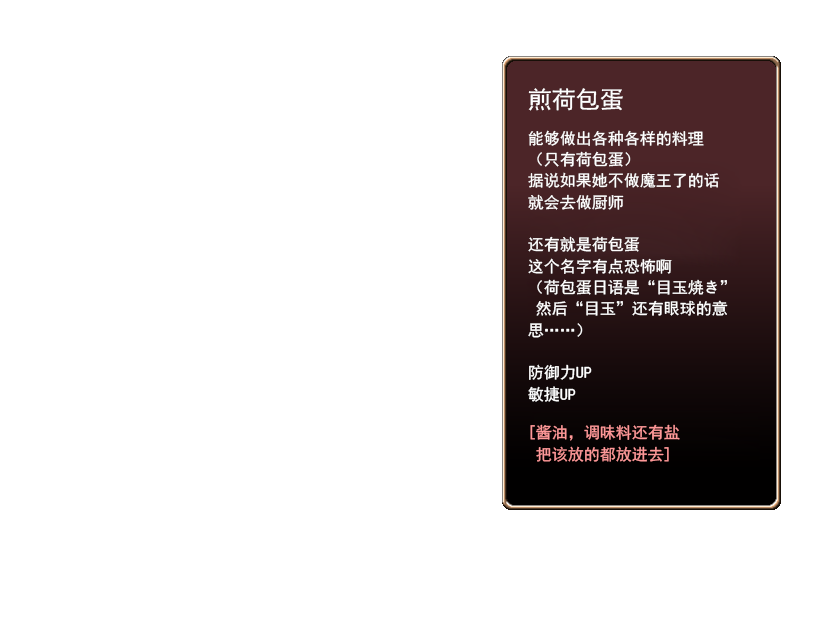 煎荷包蛋
能够做出各种各样的料理
（只有荷包蛋）
据说如果她不做魔王了的话
就会去做厨师
还有就是荷包蛋
这个名字有点恐怖啊
（荷包蛋日语是“目玉焼き”
然后“目玉”还有眼球的意
思……）
防御力UP
敏捷UP
[酱油，调味料还有盐
把该放的都放进去]